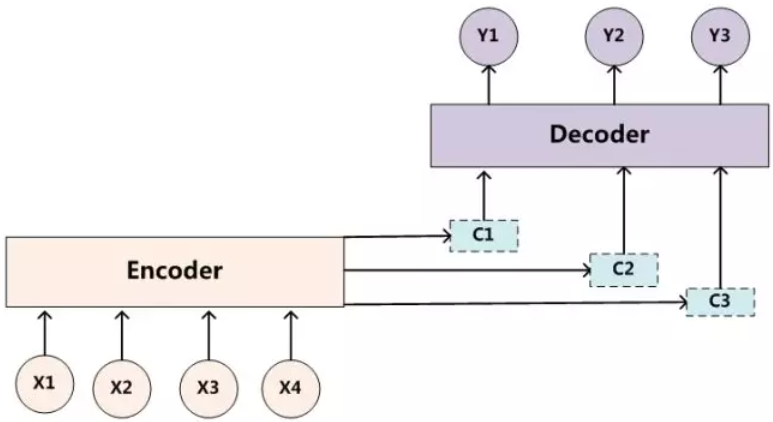 Y1 Y2 Y3
Decoder
C1
Encoder
C2
C3
X1 X2 X3 X4